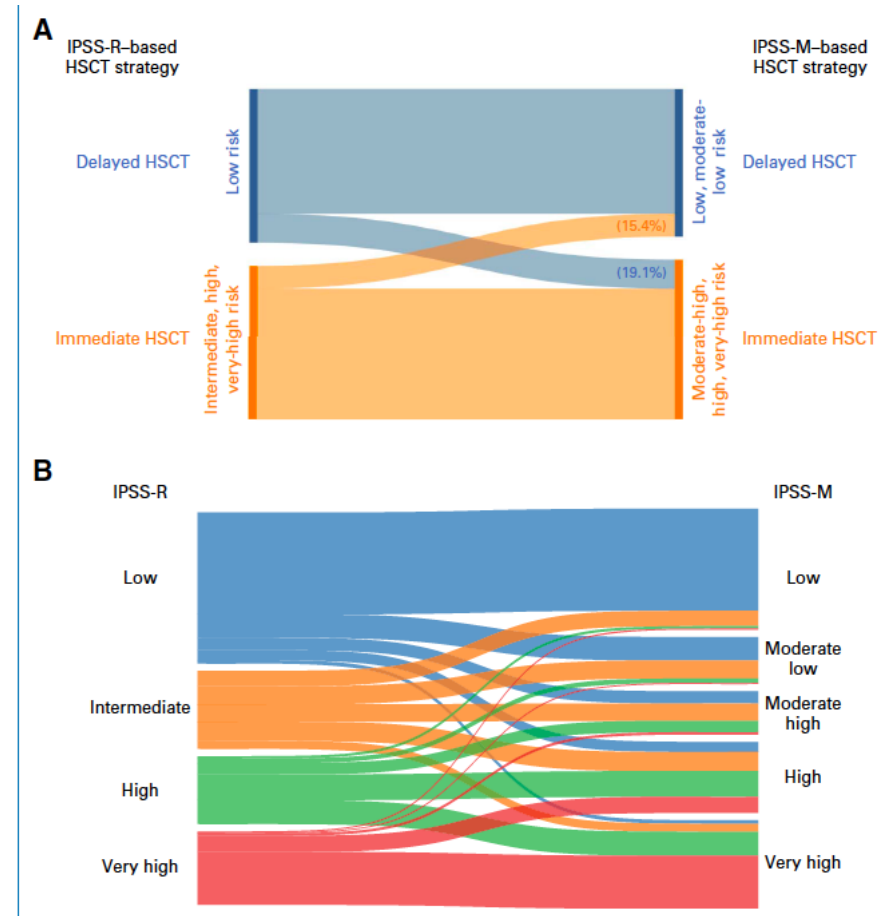 A
IPSS-R–based
HSCT strategy
IPSS-M–based
HSCT strategy
Delayed HSCT
Low risk
Low, moderate-
low risk
Delayed HSCT
(15.4%)
(19.1%)
Immediate HSCT
Intermediate, high,
very-high risk
Moderate-high,
high, very-high risk
Immediate HSCT
B
IPSS-R
IPSS-M
Low
Low
Moderate
low
Intermediate
Moderate
high
High
High
Very high
Very high